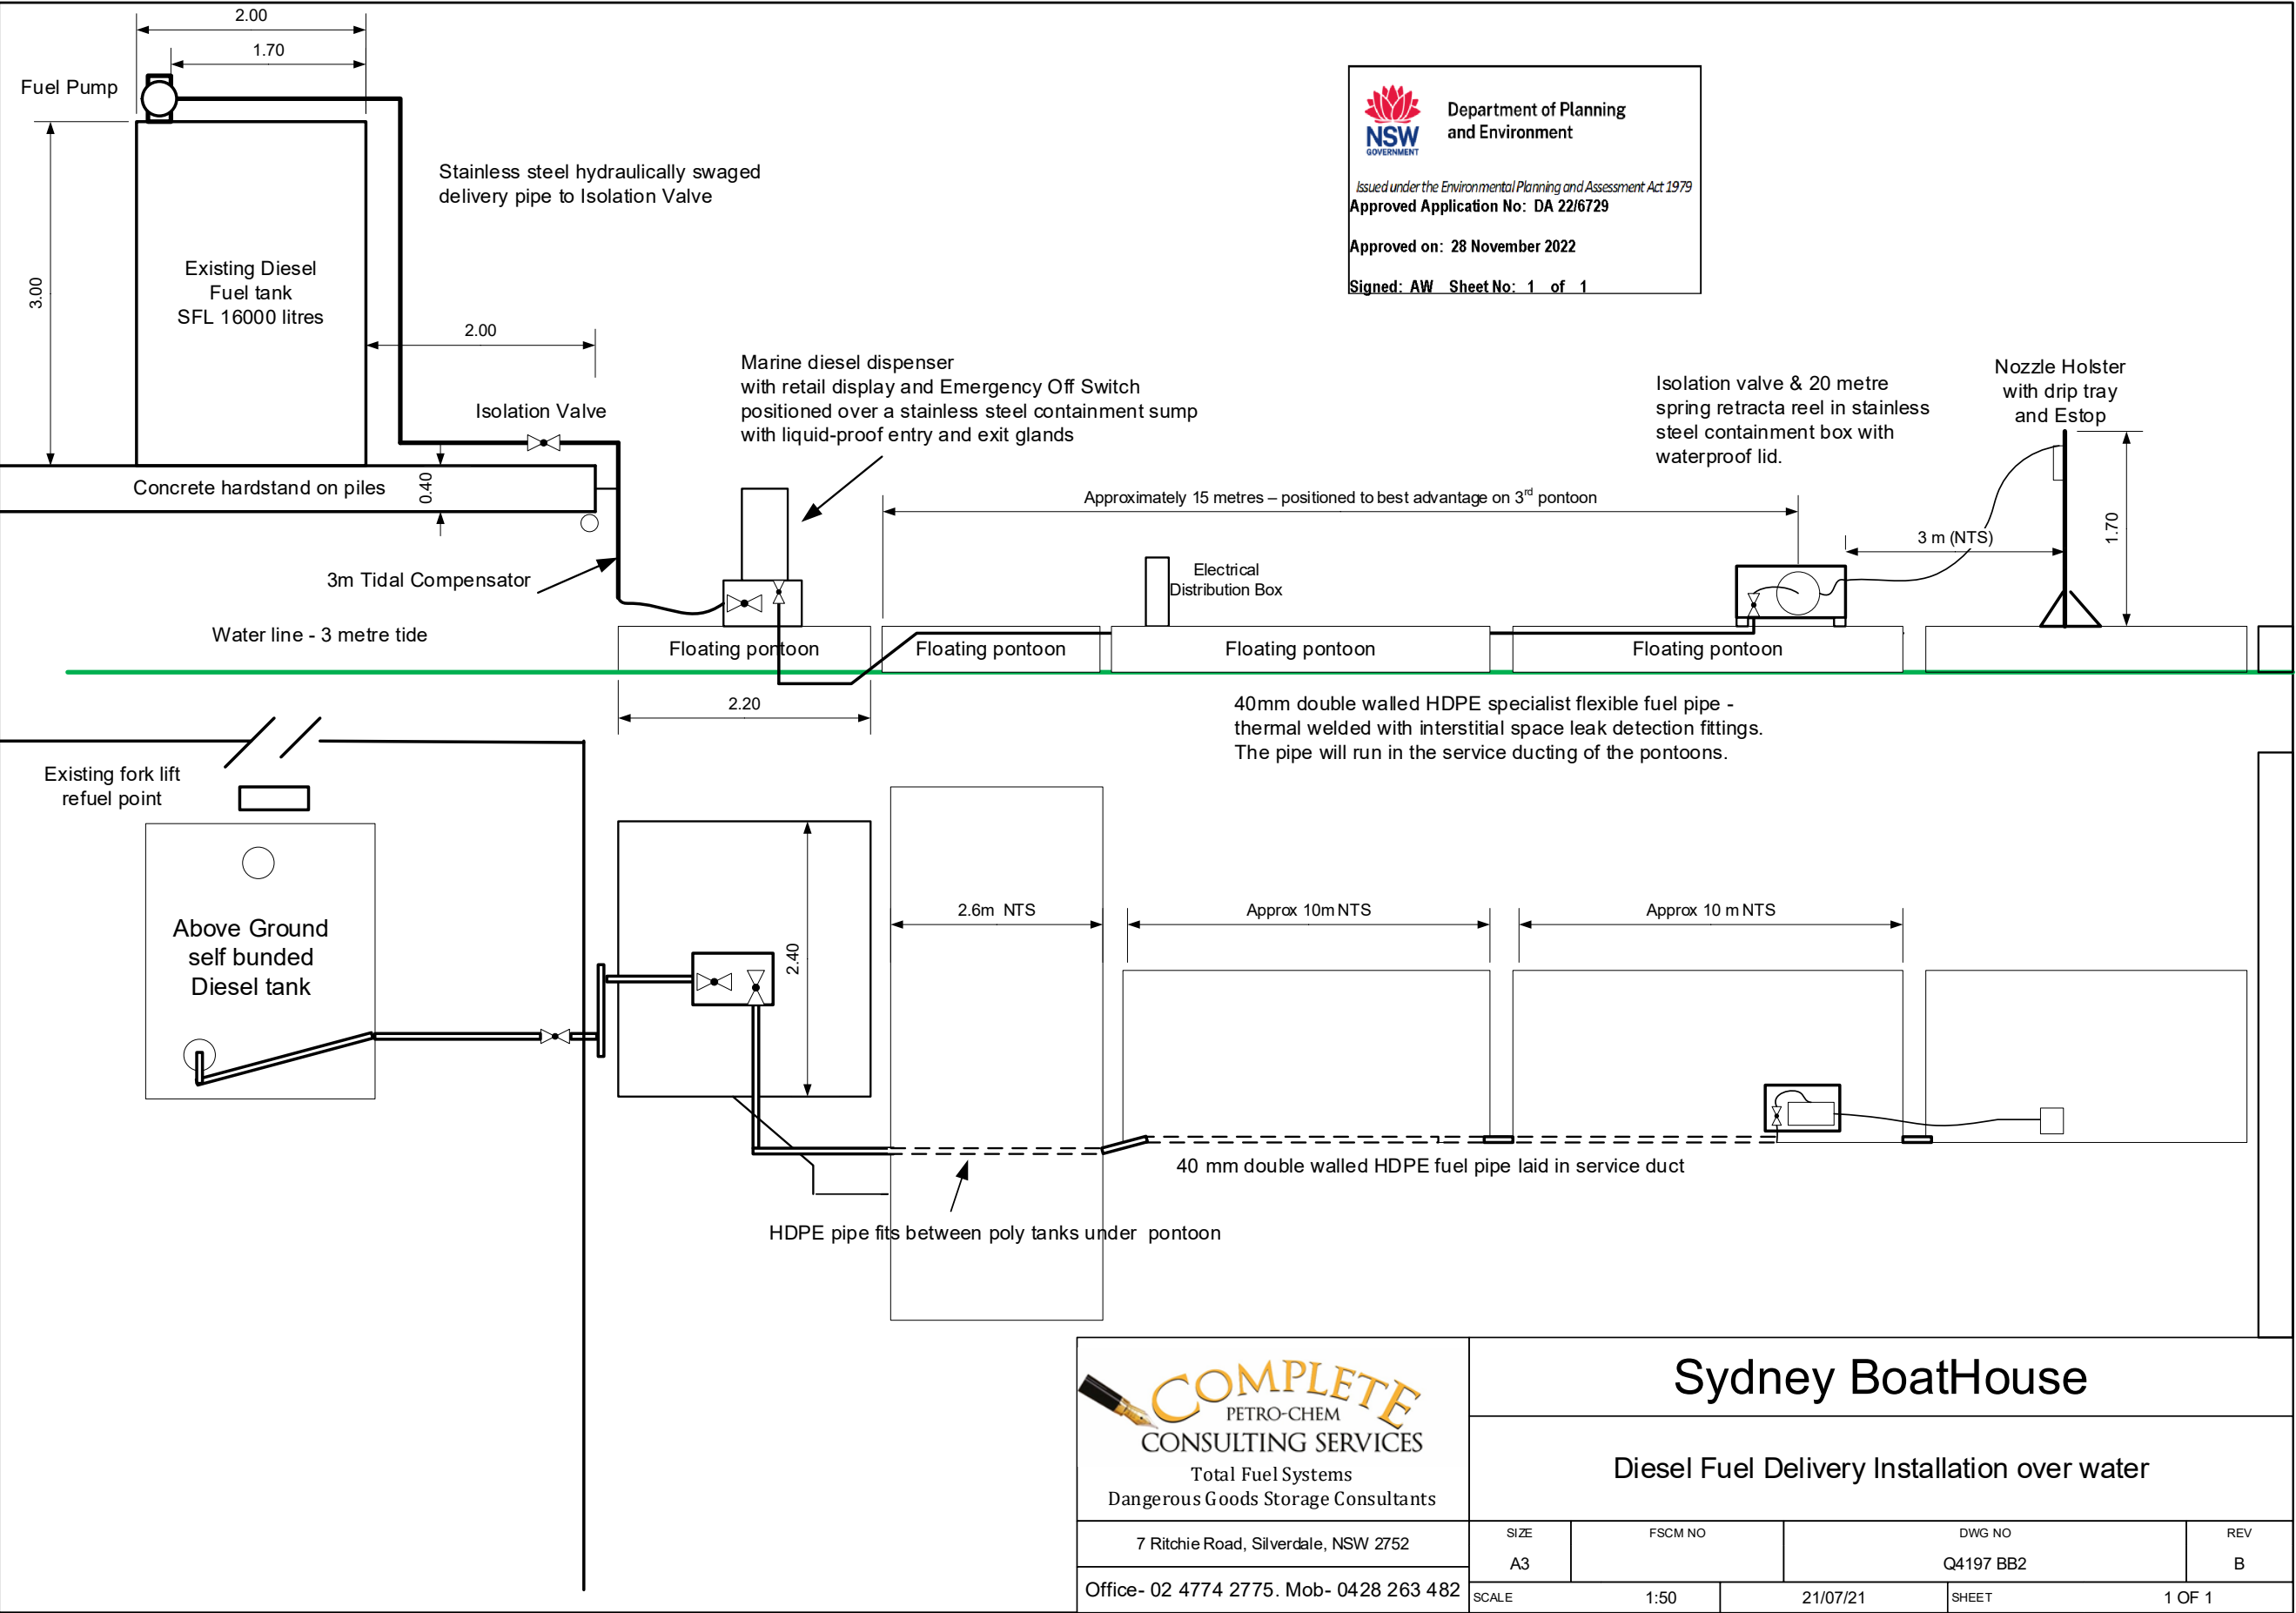 2.00
1.70
Fuel Pump
3.00
Existing Diesel
Fuel tank
SFL 16000 litres
Stainless steel hydraulically swaged
delivery pipe to Isolation Valve
2.00
Isolation Valve
Concrete hardstand on piles
0.40
3m Tidal Compensator
Water line - 3 metre tide
Marine diesel dispenser
with retail display and Emergency Off Switch
positioned over a stainless steel containment sump
with liquid-proof entry and exit glands
NSW
GOVERNMENT
Department of Planning
and Environment
Issued under the Environmental Planning and Assessment Act 1979
Approved Application No: DA 22/6729
Approved on: 28 November 2022
Signed: AW Sheet No: 1 of 1
Approximately 15 metres – positioned to best advantage on 3rd pontoon
Isolation valve & 20 metre
spring retracta reel in stainless
steel containment box with
waterproof lid.
Nozzle Holster
with drip tray
and Estop
3 m (NTS)
1.70
Electrical
Distribution Box
Floating pontoon
Floating pontoon
Floating pontoon
Floating pontoon
2.20
40mm double walled HDPE specialist flexible fuel pipe -
thermal welded with interstitial space leak detection fittings.
The pipe will run in the service ducting of the pontoons.
Existing fork lift
refuel point
Above Ground
self bunded
Diesel tank
2.40
2.6m NTS
Approx 10m NTS
Approx 10 m NTS
40 mm double walled HDPE fuel pipe laid in service duct
HDPE pipe fits between poly tanks under pontoon
COMPLETE
PETRO-CHEM
CONSULTING SERVICES
Total Fuel Systems
Dangerous Goods Storage Consultants
7 Ritchie Road, Silverdale, NSW 2752
Office- 02 4774 2775. Mob- 0428 263 482
Sydney BoatHouse
Diesel Fuel Delivery Installation over water
SIZE
A3
FSCM NO
DWG NO
Q4197 BB2
REV
B
SCALE
1:50
21/07/21
SHEET
1 OF 1